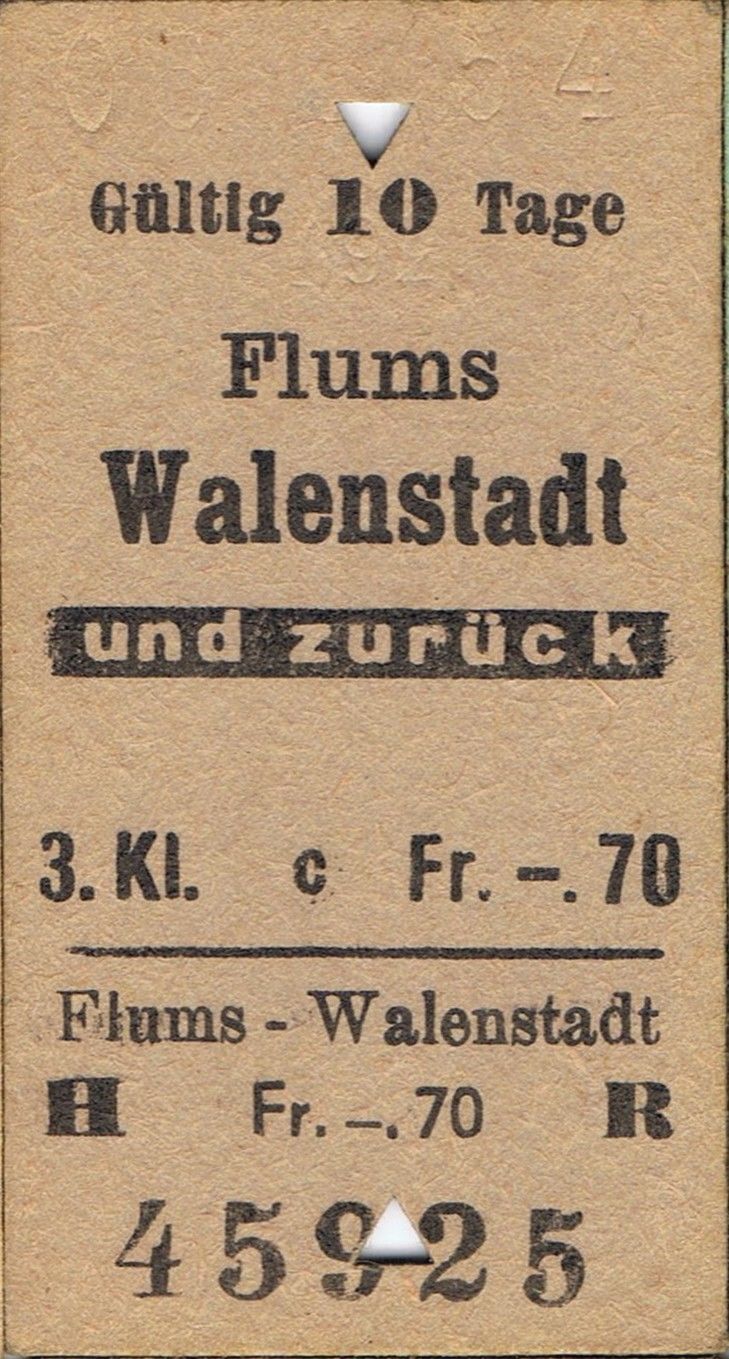 Gültig 10 Tage
Flums
Walenstadt
und zurück
3. Kl. c Fr. –. 70
Flums - Walenstadt
H Fr. –. 70 R
45925